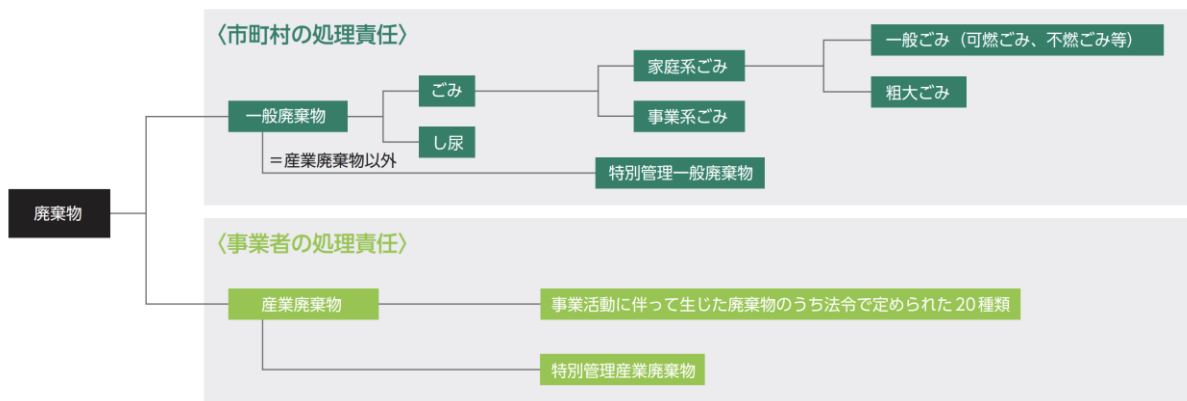 〈市町村の処理責任〉
一般ごみ（可燃ごみ、不燃ごみ等）
家庭系ごみ
ごみ
粗大ごみ
一般廃棄物
事業系ごみ
し尿
＝産業廃棄物以外
特別管理一般廃棄物
廃棄物
〈事業者の処理責任〉
産業廃棄物
事業活動に伴って生じた廃棄物のうち法令で定められた20種類
特別管理産業廃棄物